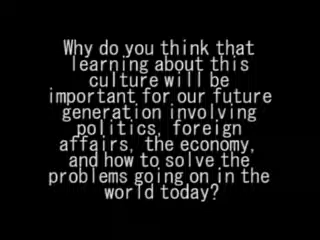 Why do you think that
learning about this
culture will be
important for our future
generation involving
politics, foreign
affairs, the economy,
and how to solve the
problems going on in the
world today?